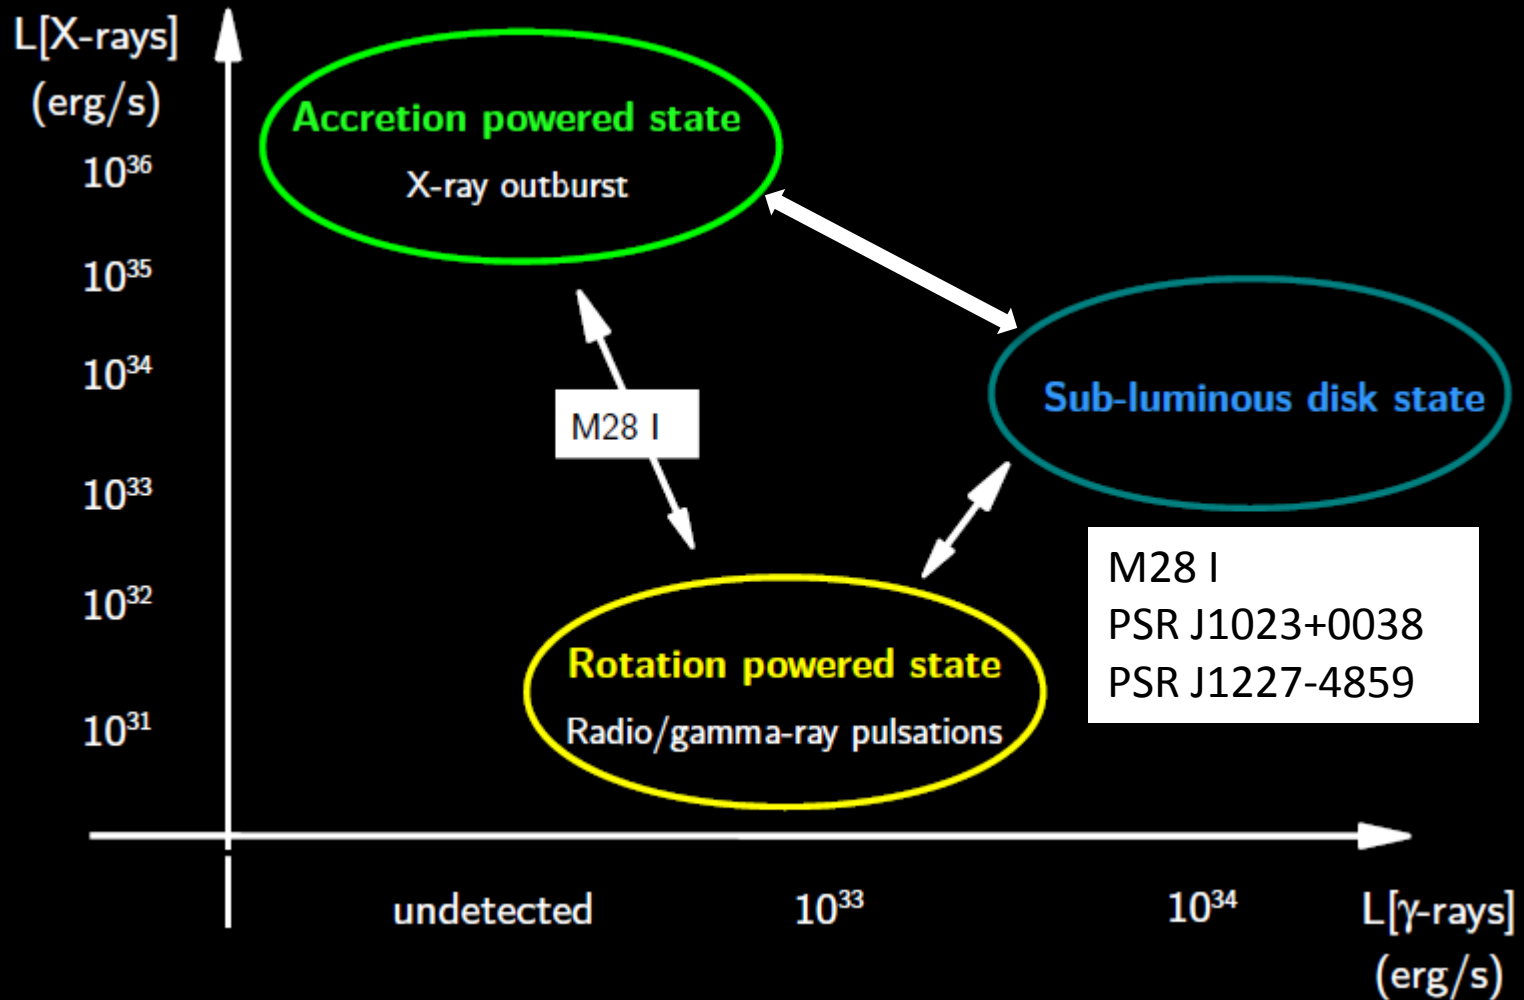 L[X-rays]
(erg/s)
10³⁶
10³⁵
10³⁴
10³³
10³²
10³¹
Accretion powered state
X-ray outburst
M28 I
Sub-luminous disk state
M28 I
PSR J1023+0038
PSR J1227-4859
Rotation powered state
Radio/gamma-ray pulsations
undetected
10³³
10³⁴
L[γ-rays]
(erg/s)